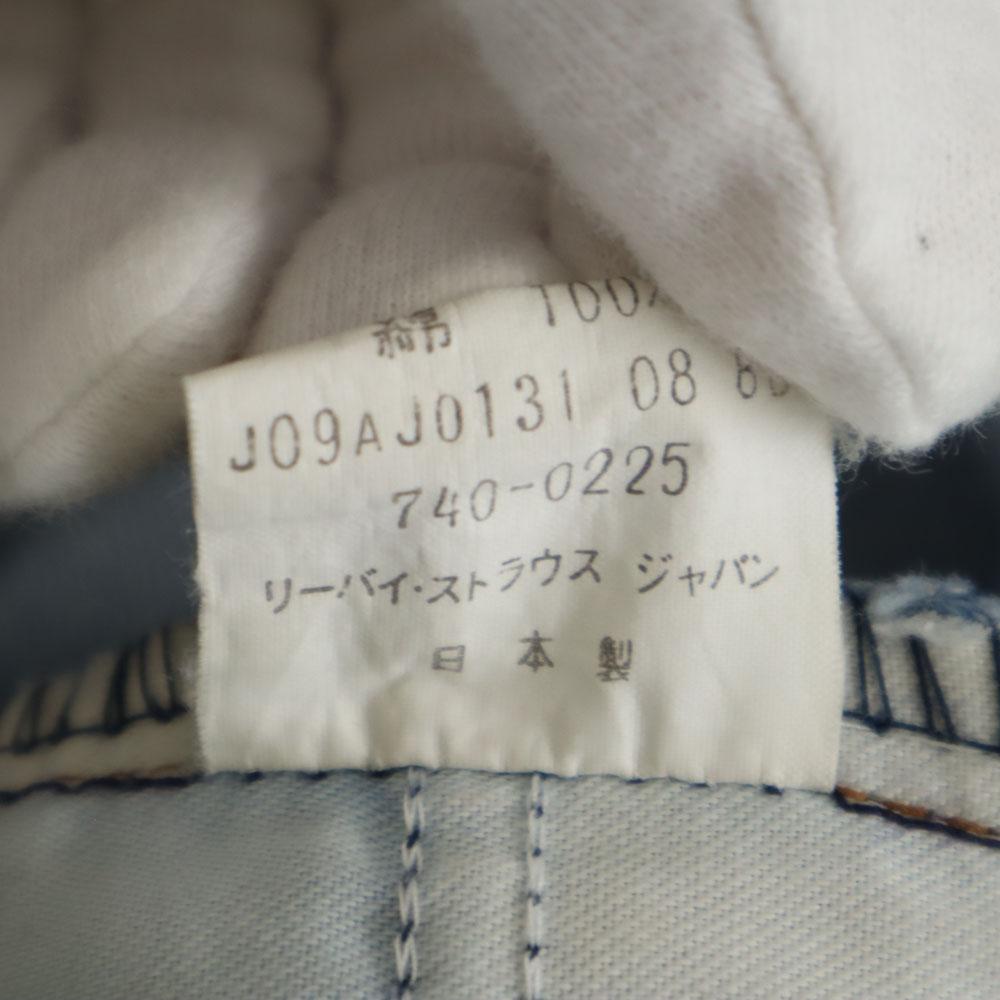 綿 100%
J09AJ0131 08
740-0225
リーバイ・ストラウス ジャパン
日本製